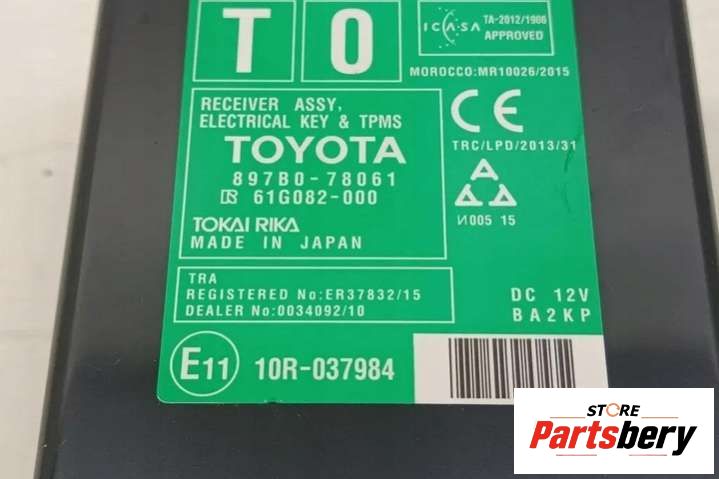 T O
ICASA
TA-2012/1986
APPROVED
MOROCCO:MR10026/2015
RECEIVER ASSY,
ELECTRICAL KEY & TPMS
TOYOTA
897B0-78061
R 61G082-000
TOKAI RIKA
MADE IN JAPAN
CE
TRC/LPD/2013/31
И005 15
TRA
REGISTERED No:ER37832/15
DEALER No:0034092/10
DC 12V
BA2KP
E11 10R-037984
STORE
Partsbery